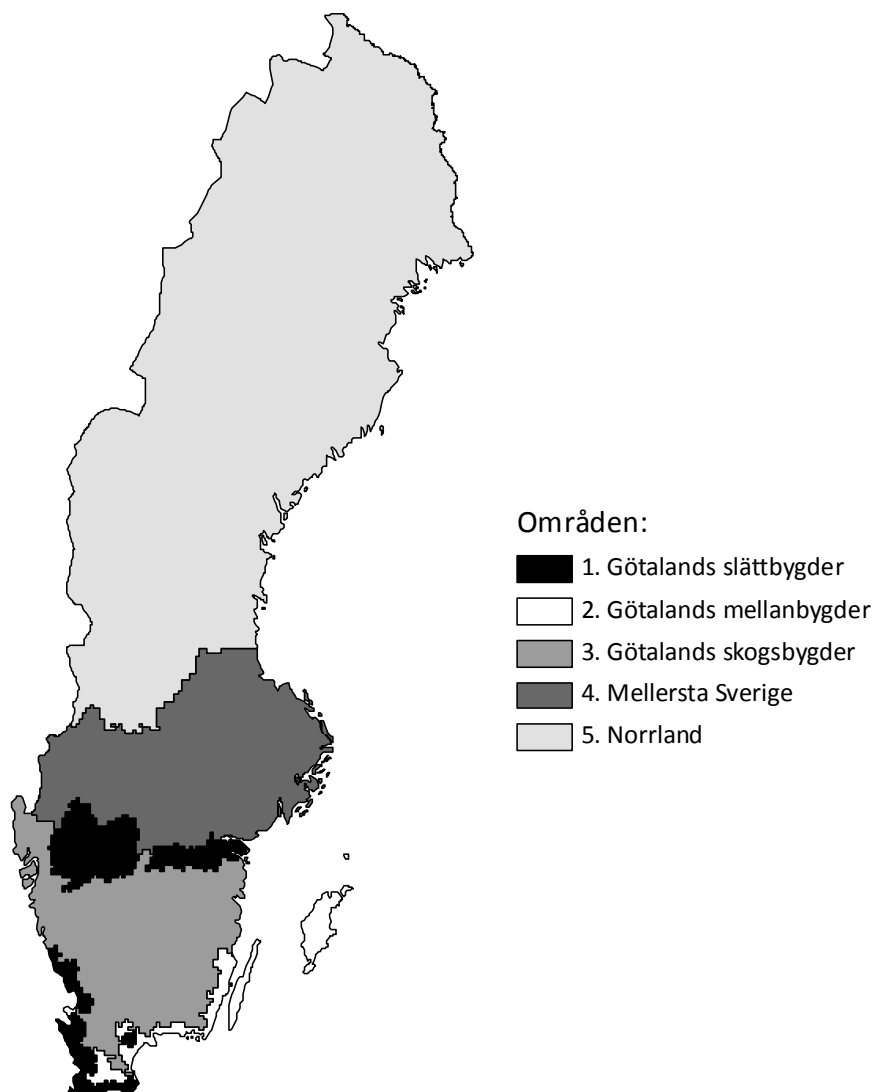 Områden:
1. Götalands slättbygder
2. Götalands mellanbygder
3. Götalands skogsbygder
4. Mellersta Sverige
5. Norrland